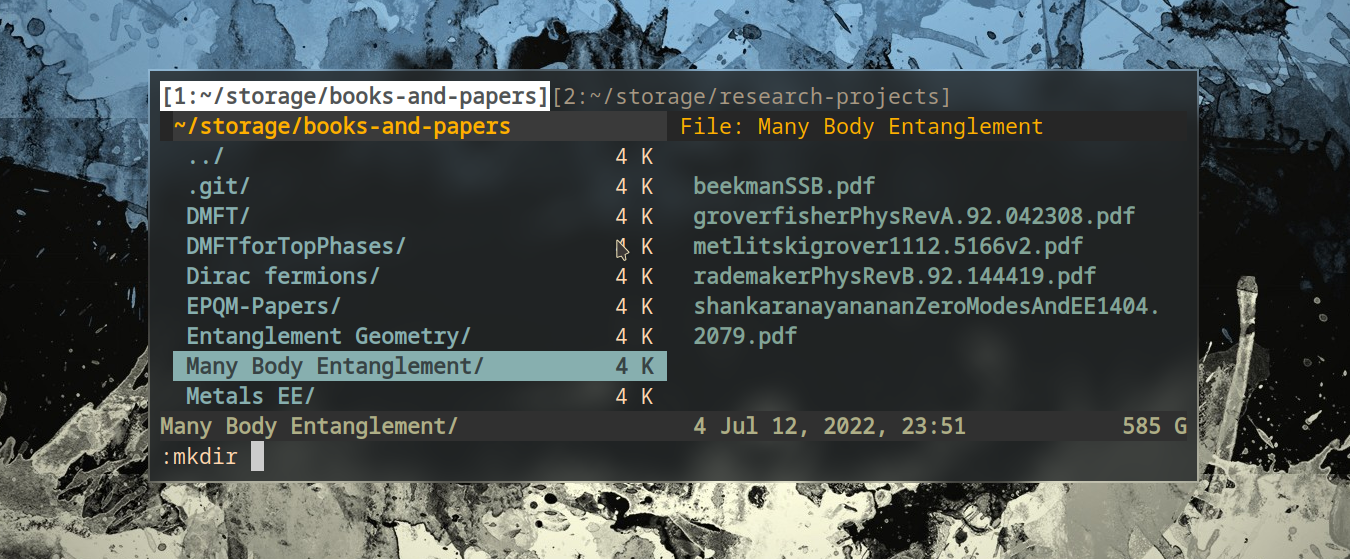 [1:~/storage/books-and-papers][2:~/storage/research-projects]
~/storage/books-and-papers File: Many Body Entanglement
../ 4 K
.git/ 4 K beekmanSSB.pdf
DMFT/ 4 K groverfisherPhysRevA.92.042308.pdf
DMFTforTopPhases/ 4 K metlitskigrover1112.5166v2.pdf
Dirac fermions/ 4 K rademakerPhysRevB.92.144419.pdf
EPQM-Papers/ 4 K shankaranayanananZeroModesAndEE1404.
Entanglement Geometry/ 4 K 2079.pdf
Many Body Entanglement/ 4 K
Metals EE/ 4 K
Many Body Entanglement/ 4 Jul 12, 2022, 23:51 585 G
:mkdir